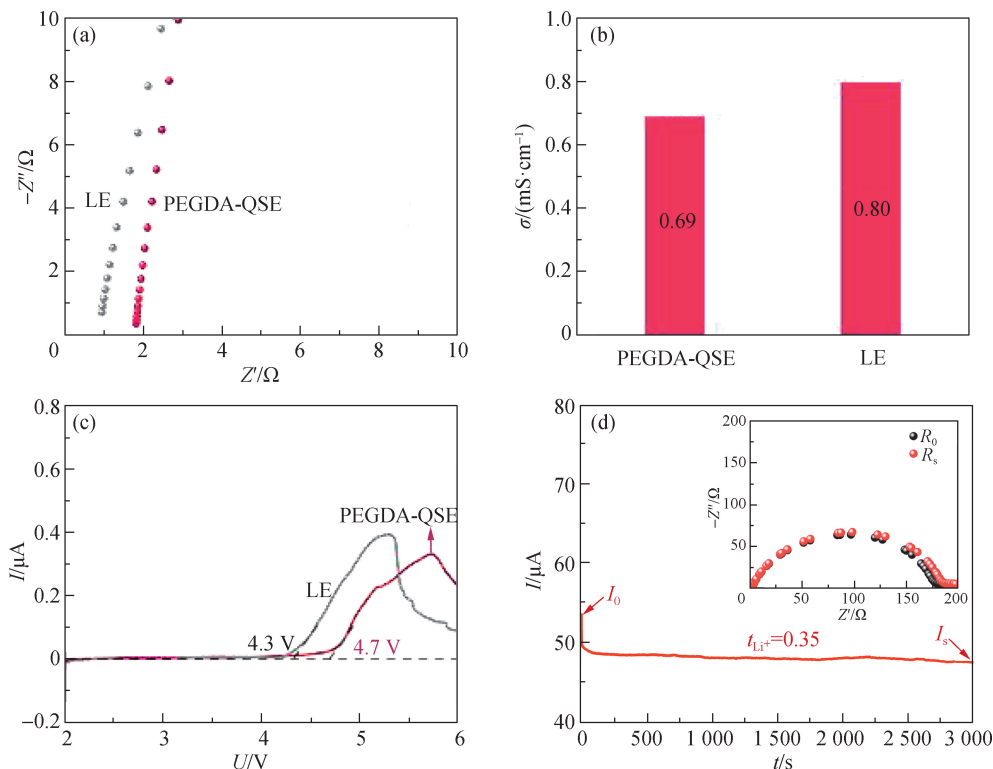 (a)
10
8
6
4
2
0
−Z″/Ω
LE
PEGDA-QSE
0 2 4 6 8 10
Z′/Ω
(b)
1.0
0.8
0.6
0.4
0.2
0
σ/(mS·cm⁻¹)
0.69
0.80
PEGDA-QSE LE
(c)
0.8
0.6
0.4
0.2
0
−0.2
I/μA
PEGDA-QSE
LE
4.3 V
4.7 V
2 3 4 5 6
U/V
(d)
80
70
60
50
40
I/μA
I₀
t_Li⁺=0.35
Iₛ
0 500 1 000 1 500 2 000 2 500 3 000
t/s
200
150
100
50
0
−Z″/Ω
R₀
Rₛ
0 50 100 150 200
Z′/Ω